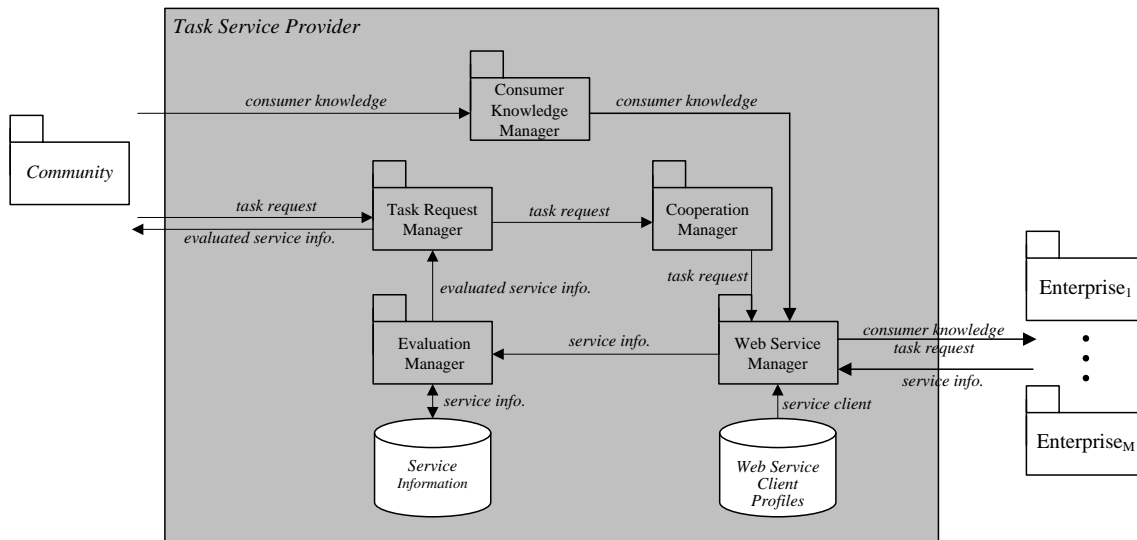 Task Service Provider
consumer knowledge
Consumer
Knowledge
Manager
consumer knowledge
Community
task request
evaluated service info.
Task Request
Manager
task request
Cooperation
Manager
task request
evaluated service info.
Evaluation
Manager
service info.
Web Service
Manager
consumer knowledge
task request
service info.
Enterprise1
Enterprise M
service info.
service client
Service
Information
Web Service
Client
Profiles